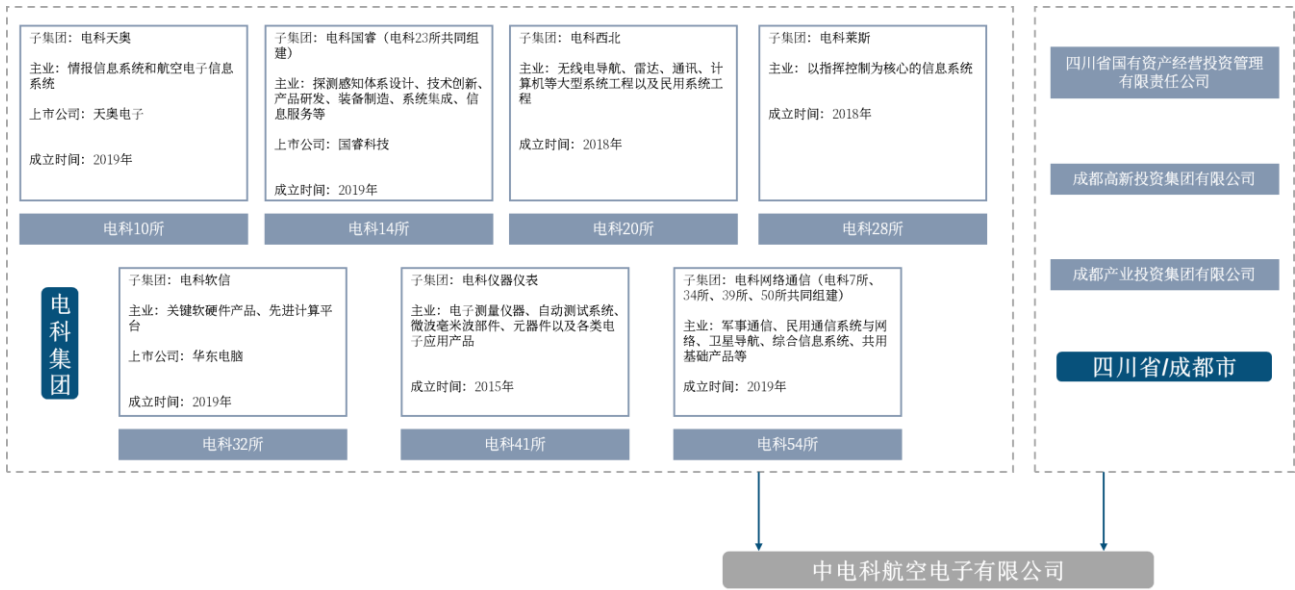 子集团：电科天奥
主业：情报信息系统和航空电子信息
系统
上市公司：天奥电子
成立时间：2019年
电科10所
子集团：电科国睿（电科23所共同组
建）
主业：探测感知体系设计、技术创新、
产品研发、装备制造、系统集成、信
息服务等
上市公司：国睿科技
成立时间：2019年
电科14所
子集团：电科西北
主业：无线电导航、雷达、通讯、计
算机等大型系统工程以及民用系统工
程
成立时间：2018年
电科20所
子集团：电科莱斯
主业：以指挥控制为核心的信息系统
成立时间：2018年
电科28所
电科集团
子集团：电科软信
主业：关键软硬件产品、先进计算平
台
上市公司：华东电脑
成立时间：2019年
电科32所
子集团：电科仪器仪表
主业：电子测量仪器、自动测试系统、
微波毫米波部件、元器件以及各类电
子应用产品
成立时间：2015年
电科41所
子集团：电科网络通信（电科7所、
34所、39所、50所共同组建）
主业：军事通信、民用通信系统与网
络、卫星导航、综合信息系统、共用
基础产品等
成立时间：2019年
电科54所
四川省国有资产经营投资管理
有限责任公司
成都高新投资集团有限公司
成都产业投资集团有限公司
四川省/成都市
中电科航空电子有限公司